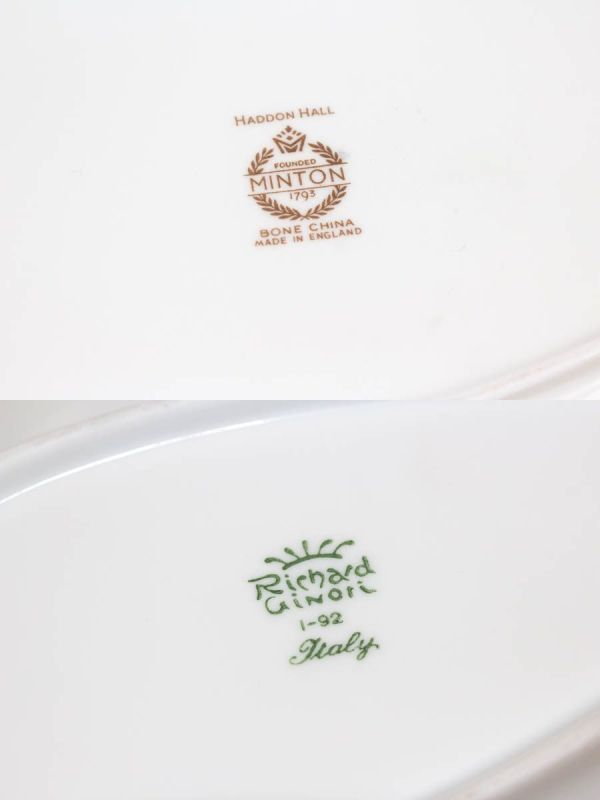 HADDON HALL
FOUNDED
MINTON
1793
BONE CHINA
MADE IN ENGLAND
Richard
GiNORi
1-92
Italy